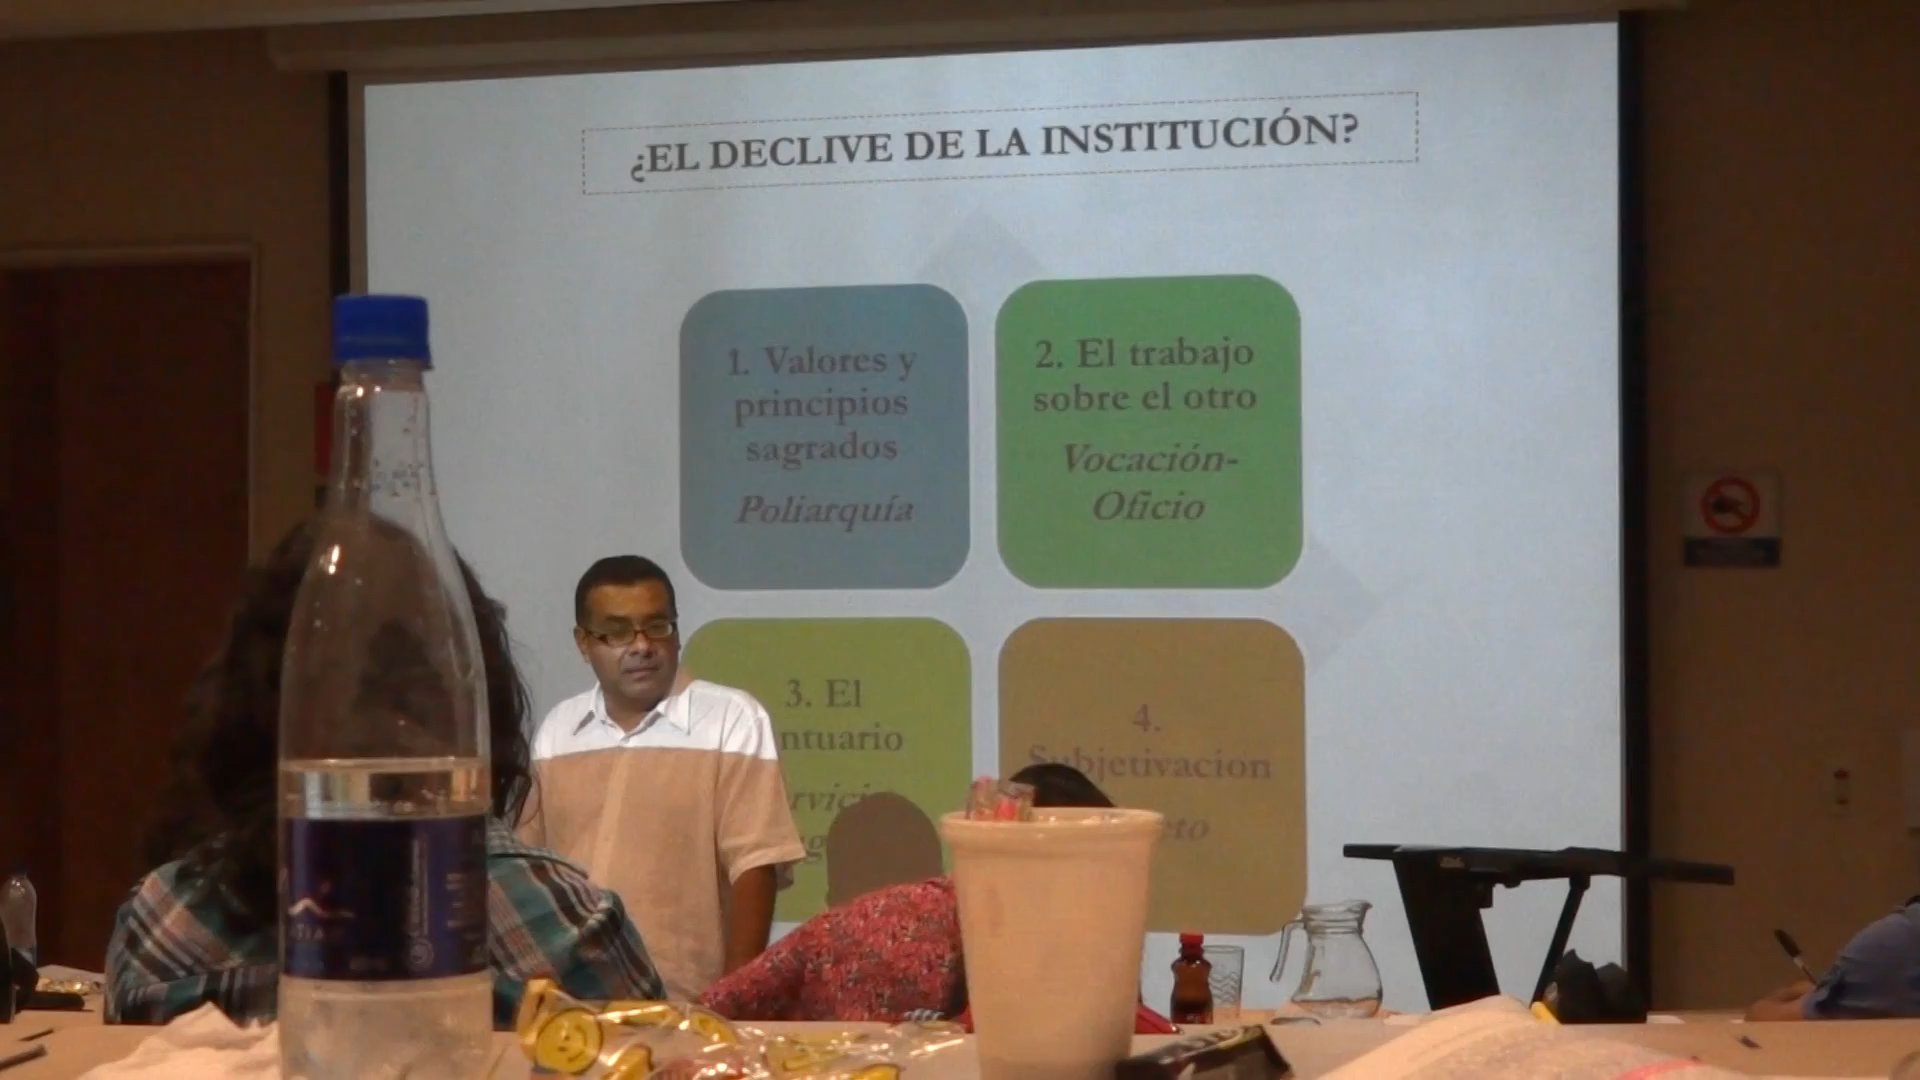 ¿EL DECLIVE DE LA INSTITUCIÓN?
1. Valores y
principios
sagrados
Poliarquía
2. El trabajo
sobre el otro
Vocación-
Oficio
3. El
ntuario
4.
Subjetivacion